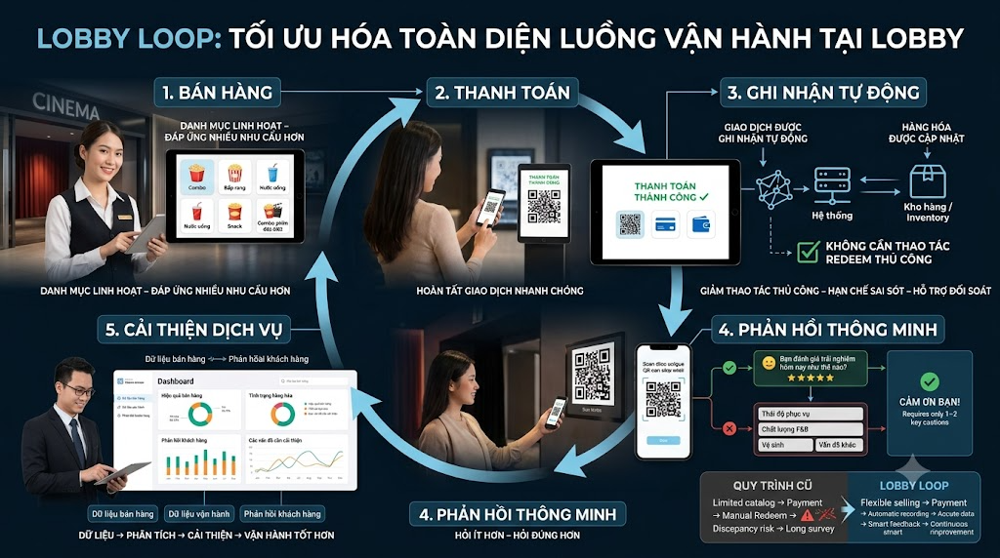 LOBBY LOOP: TỐI ƯU HÓA TOÀN DIỆN LUỒNG VẬN HÀNH TẠI LOBBY
1. BÁN HÀNG
CINEMA
DANH MỤC LINH HOẠT –
ĐÁP ỨNG NHIỀU NHU CẦU HƠN
Combo
Bắp rang
Nước uống
Nước uống
Snack
Combo phim
DANH MỤC LINH HOẠT – ĐÁP ỨNG NHIỀU NHU CẦU HƠN
2. THANH TOÁN
THANH TOÁN
THÀNH CÔNG
THANH TOÁN
THÀNH CÔNG ✓
HOÀN TẤT GIAO DỊCH NHANH CHÓNG
3. GHI NHẬN TỰ ĐỘNG
GIAO DỊCH ĐƯỢC
GHI NHẬN TỰ ĐỘNG
HÀNG HÓA
ĐƯỢC CẬP NHẬT
Hệ thống
Kho hàng /
Inventory
KHÔNG CẦN THAO TÁC
REDEEM THỦ CÔNG
GIẢM THAO TÁC THỦ CÔNG – HẠN CHẾ SAI SÓT – HỖ TRỢ ĐỐI SOÁT
4. PHẢN HỒI THÔNG MINH
Bạn đánh giá trải nghiệm
hôm nay như thế nào?
Thái độ phục vụ
Chất lượng F&B
Vệ sinh
Vấn đề khác
CẢM ƠN BẠN!
Requires only 1–2
key castions
4. PHẢN HỒI THÔNG MINH
HỎI ÍT HƠN – HỎI ĐÚNG HƠN
5. CẢI THIỆN DỊCH VỤ
Dữ liệu bán hàng → Phản hồäi khách hàng
Dashboard
Hiệu quả bán hàng
Tình trạng hàng hóa
Phản hồi khách hàng
Các vấn đề cần cải thiện
Dữ liệu bán hàng
Dữ liệu vận hành
Phản hồi khách hàng
DỮ LIỆU → PHÂN TÍCH → CẢI THIỆN → VẬN HÀNH TỐT HƠN
QUY TRÌNH CŨ
Limited catalog → Payment
→ Manual Redeem →
Discepancy risk → Long survey
LOBBY LOOP
Flexible selling → Payment
→ Automatic recording → Accute data
→ Smart feedback → Continuous
smart